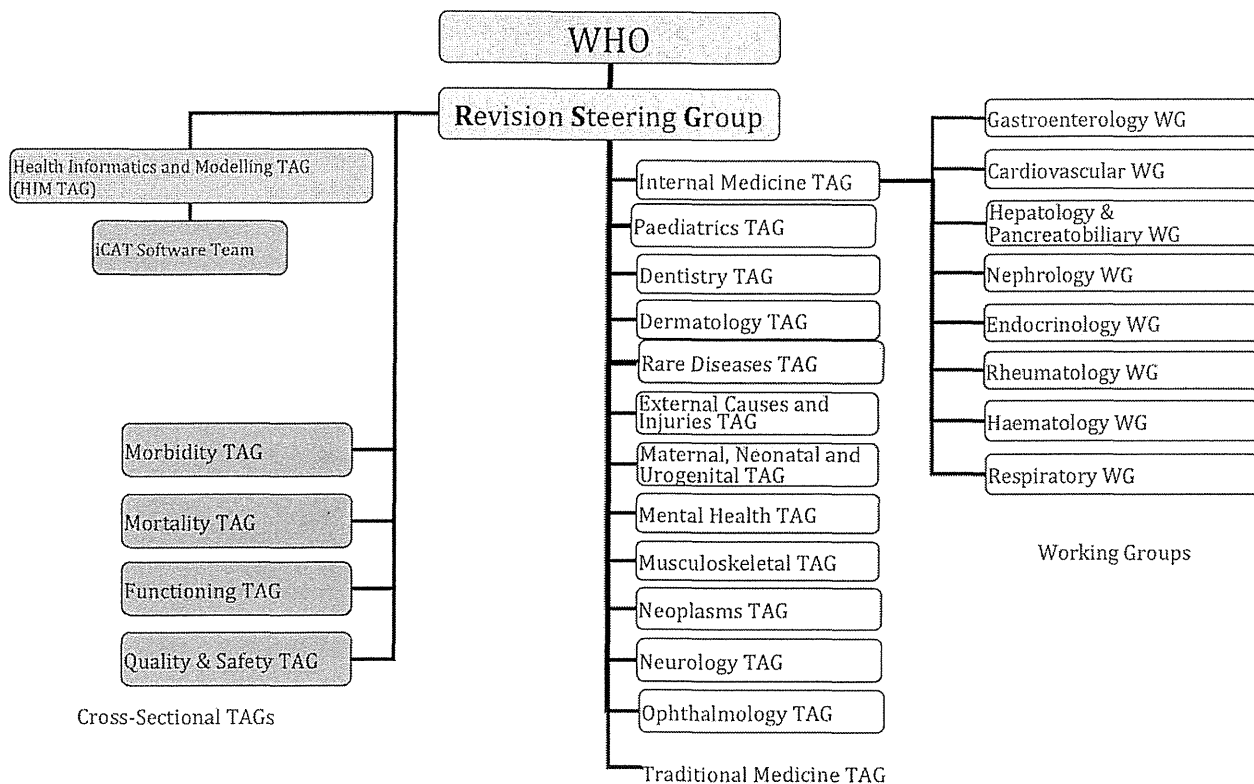 WHO
Revision Steering Group
Health Informatics and Modelling TAG
(HIM TAG)
iCAT Software Team
Morbidity TAG
Mortality TAG
Functioning TAG
Quality & Safety TAG
Cross-Sectional TAGs
Internal Medicine TAG
Paediatrics TAG
Dentistry TAG
Dermatology TAG
Rare Diseases TAG
External Causes and
Injuries TAG
Maternal, Neonatal and
Urogenital TAG
Mental Health TAG
Musculoskeletal TAG
Neoplasms TAG
Neurology TAG
Ophthalmology TAG
Traditional Medicine TAG
Gastroenterology WG
Cardiovascular WG
Hepatology &
Pancreatobiliary WG
Nephrology WG
Endocrinology WG
Rheumatology WG
Haematology WG
Respiratory WG
Working Groups